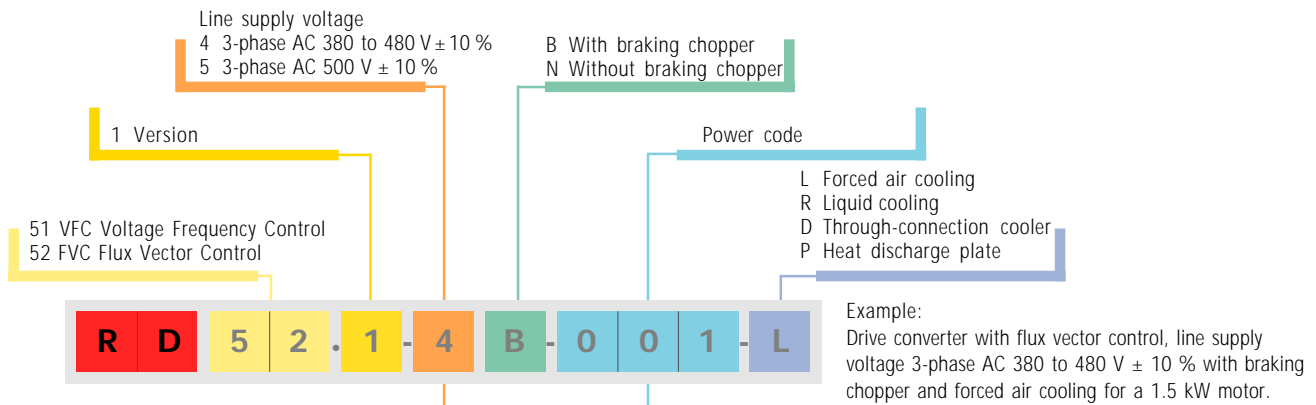 Line supply voltage
4 3-phase AC 380 to 480 V ± 10 %
5 3-phase AC 500 V ± 10 %
B With braking chopper
N Without braking chopper
1 Version
Power code
L Forced air cooling
R Liquid cooling
D Through-connection cooler
P Heat discharge plate
51 VFC Voltage Frequency Control
52 FVC Flux Vector Control
R D 5 2 . 1 - 4 B - 0 0 1 - L
Example:
Drive converter with flux vector control, line supply
voltage 3-phase AC 380 to 480 V ± 10 % with braking
chopper and forced air cooling for a 1.5 kW motor.